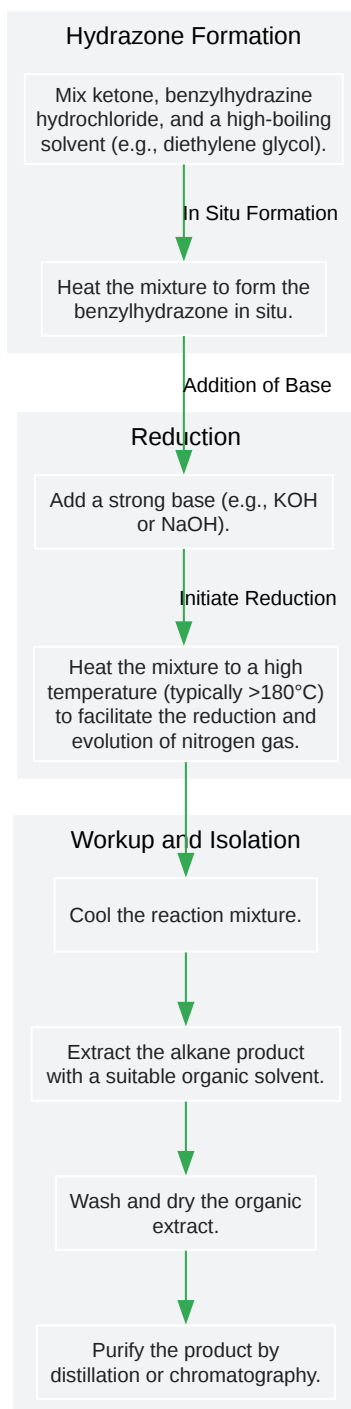 Hydrazone Formation
Mix ketone, benzylhydrazine
hydrochloride, and a high-boiling
solvent (e.g., diethylene glycol).
In Situ Formation
Heat the mixture to form the
benzylhydrazone in situ.
Addition of Base
Reduction
Add a strong base (e.g., KOH
or NaOH).
Initiate Reduction
Heat the mixture to a high
temperature (typically >180°C)
to facilitate the reduction and
evolution of nitrogen gas.
Workup and Isolation
Cool the reaction mixture.
Extract the alkane product
with a suitable organic solvent.
Wash and dry the organic
extract.
Purify the product by
distillation or chromatography.